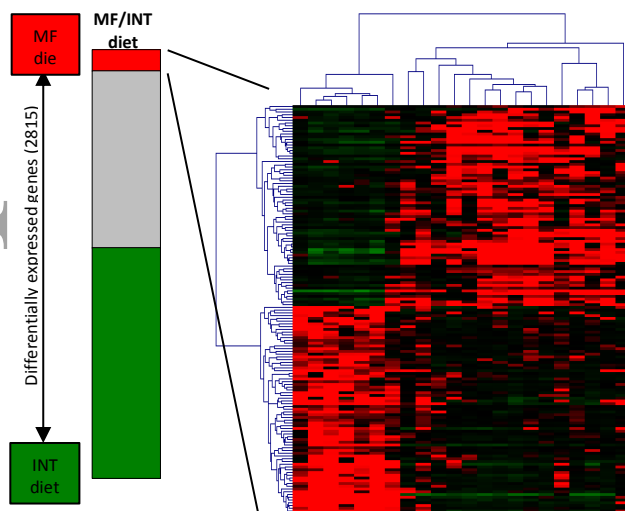 MF
die
MF/INT
diet
Differentially expressed genes (2815)
INT
diet